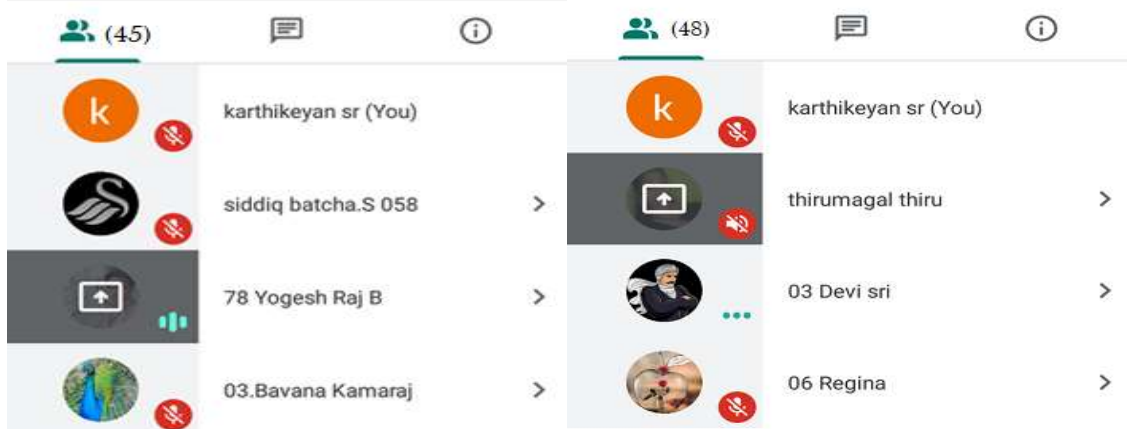 (45)
k
karthikeyan sr (You)
siddiq batcha.S 058
78 Yogesh Raj B
03.Bavana Kamaraj
(48)
k
karthikeyan sr (You)
thirumagal thiru
03 Devi sri
06 Regina